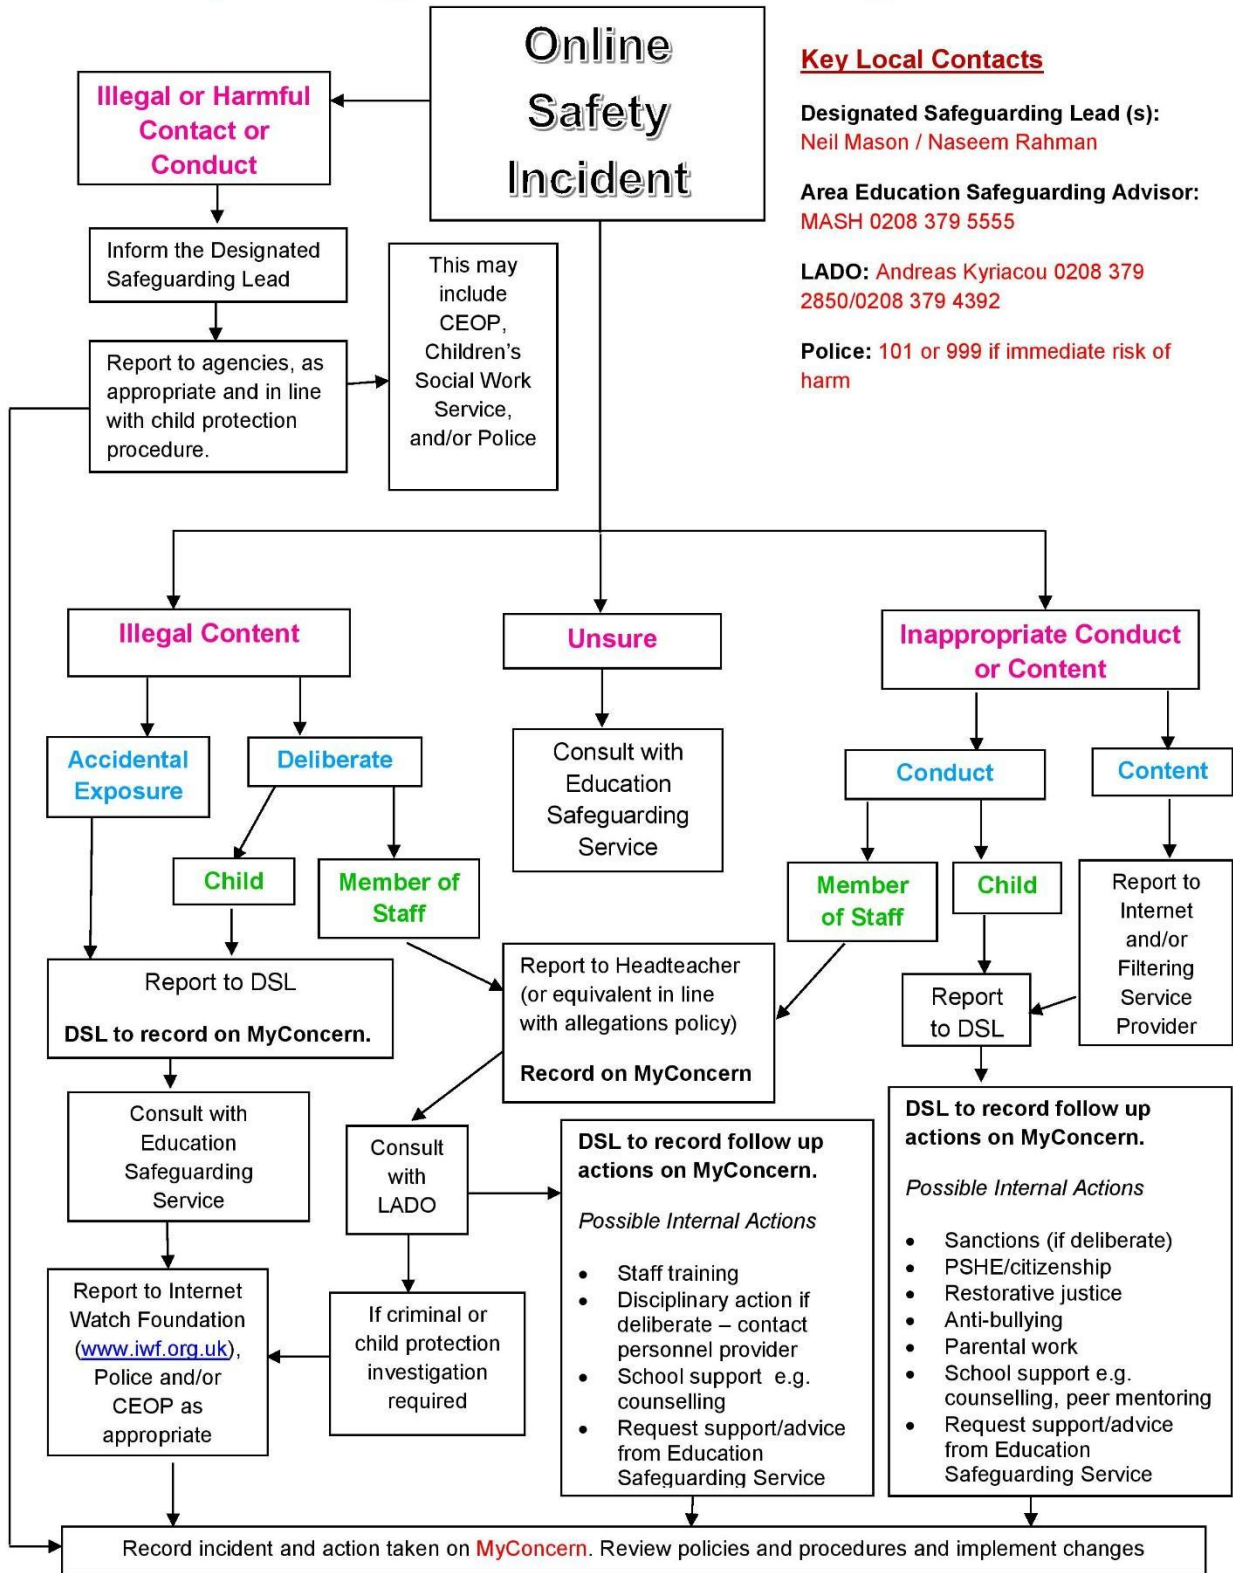 Online
Safety
Incident
Key Local Contacts
Designated Safeguarding Lead (s):
Neil Mason / Naseem Rahman
Area Education Safeguarding Advisor:
MASH 0208 379 5555
LADO: Andreas Kyriacou 0208 379
2850/0208 379 4392
Police: 101 or 999 if immediate risk of
harm
Illegal or Harmful
Contact or
Conduct
Inform the Designated
Safeguarding Lead
Report to agencies, as
appropriate and in line
with child protection
procedure.
This may
include
CEOP,
Children's
Social Work
Service,
and/or Police
Illegal Content
Unsure
Inappropriate Conduct
or Content
Accidental
Exposure
Deliberate
Consult with
Education
Safeguarding
Service
Conduct
Content
Child
Member of
Staff
Member
of Staff
Child
Report to
Internet
and/or
Filtering
Service
Provider
Report to DSL
DSL to record on MyConcern.
Report to Headteacher
(or equivalent in line
with allegations policy)
Record on MyConcern
Report
to DSL
Consult with
Education
Safeguarding
Service
Consult
with
LADO
DSL to record follow up
actions on MyConcern.
Possible Internal Actions
• Staff training
• Disciplinary action if
deliberate – contact
personnel provider
• School support e.g.
counselling
• Request support/advice
from Education
Safeguarding Service
DSL to record follow up
actions on MyConcern.
Possible Internal Actions
• Sanctions (if deliberate)
• PSHE/citizenship
• Restorative justice
• Anti-bullying
• Parental work
• School support e.g.
counselling, peer mentoring
• Request support/advice
from Education
Safeguarding Service
Report to Internet
Watch Foundation
(www.iwf.org.uk),
Police and/or
CEOP as
appropriate
If criminal or
child protection
investigation
required
Record incident and action taken on MyConcern. Review policies and procedures and implement changes